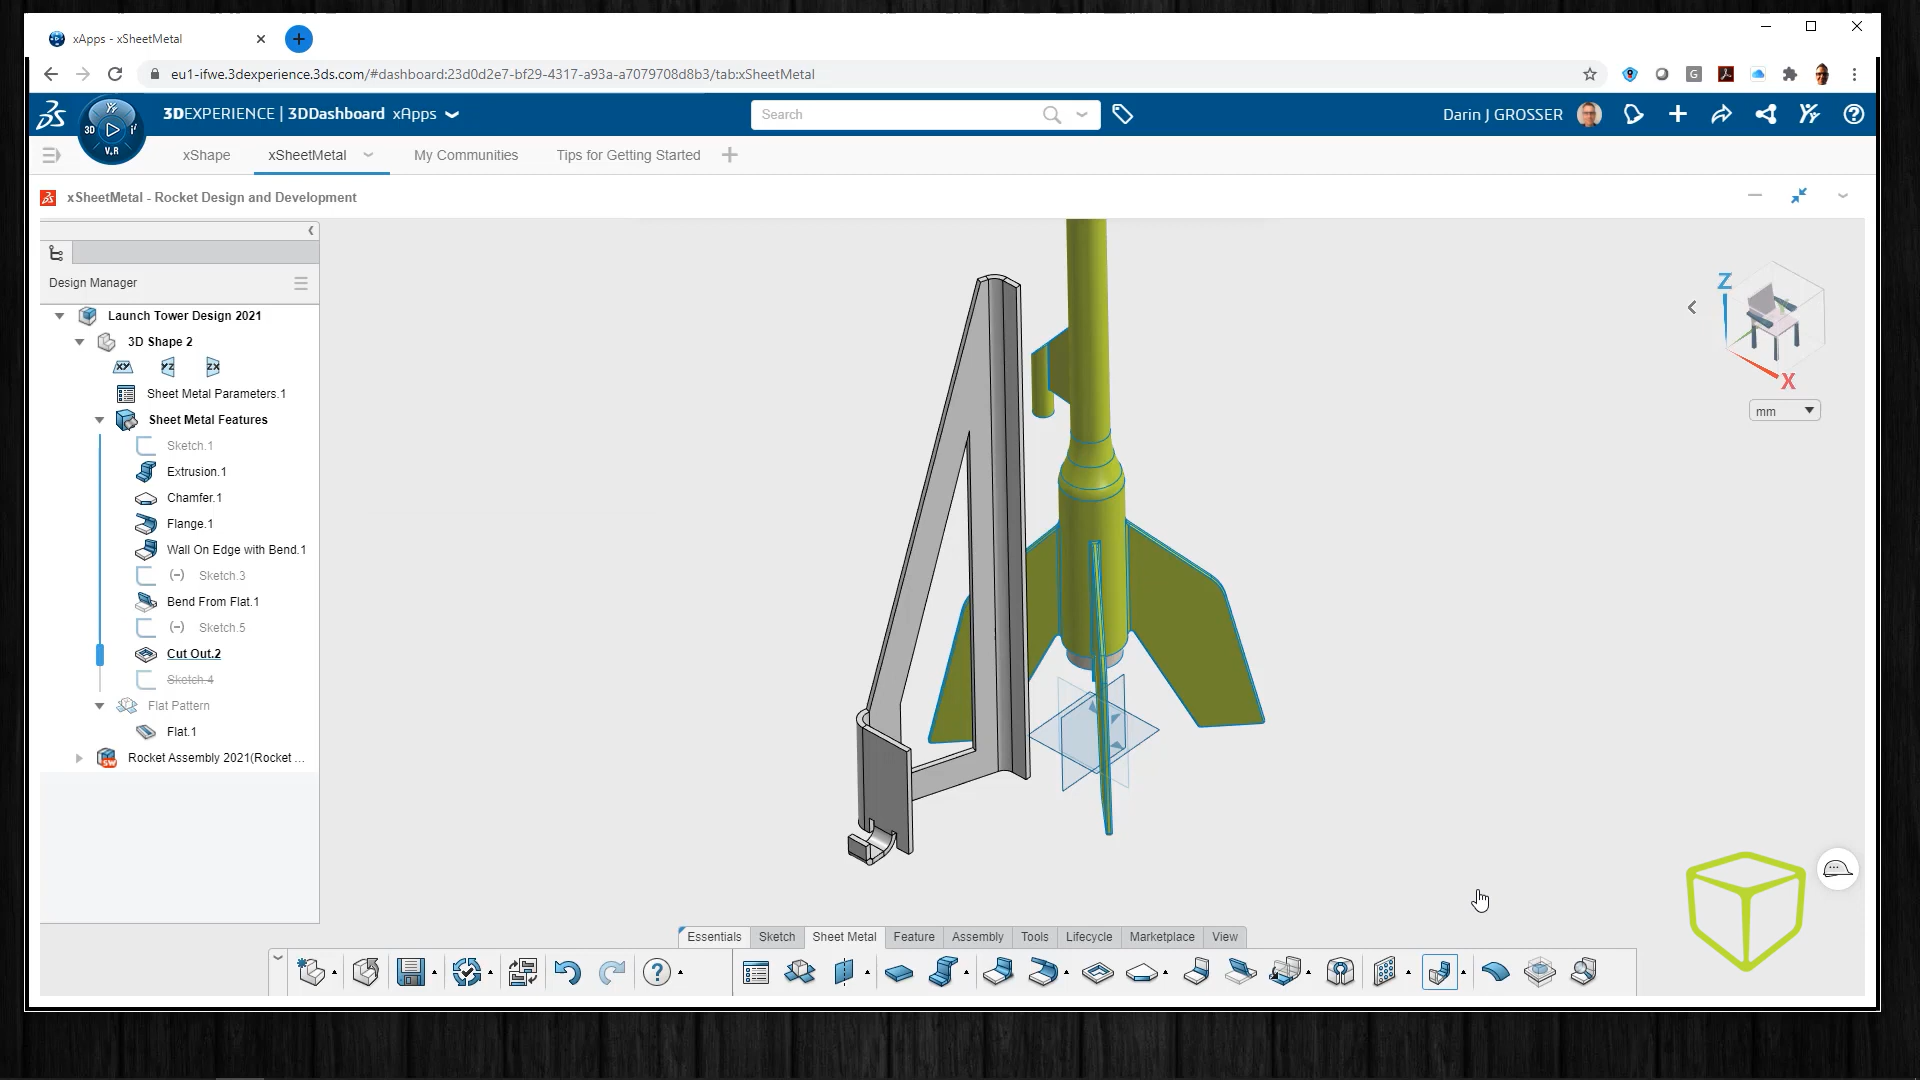 xApps - xSheetMetal
eu1-ifwe.3dexperience.3ds.com/#dashboard:23d0d2e7-bf29-4317-a93a-a7079708d8b3/tab:xSheetMetal
3DEXPERIENCE | 3DDashboard xApps
Search
Darin J GROSSER
3D
V.R
xShape
xSheetMetal
My Communities
Tips for Getting Started
xSheetMetal - Rocket Design and Development
Design Manager
Launch Tower Design 2021
3D Shape 2
XY YZ ZX
Sheet Metal Parameters.1
Sheet Metal Features
Sketch.1
Extrusion.1
Chamfer.1
Flange.1
Wall On Edge with Bend.1
(-) Sketch.3
Bend From Flat.1
(-) Sketch.5
Cut Out.2
Sketch.4
Flat Pattern
Flat.1
Rocket Assembly 2021(Rocket ...
Z
X
mm
Essentials
Sketch
Sheet Metal
Feature
Assembly
Tools
Lifecycle
Marketplace
View